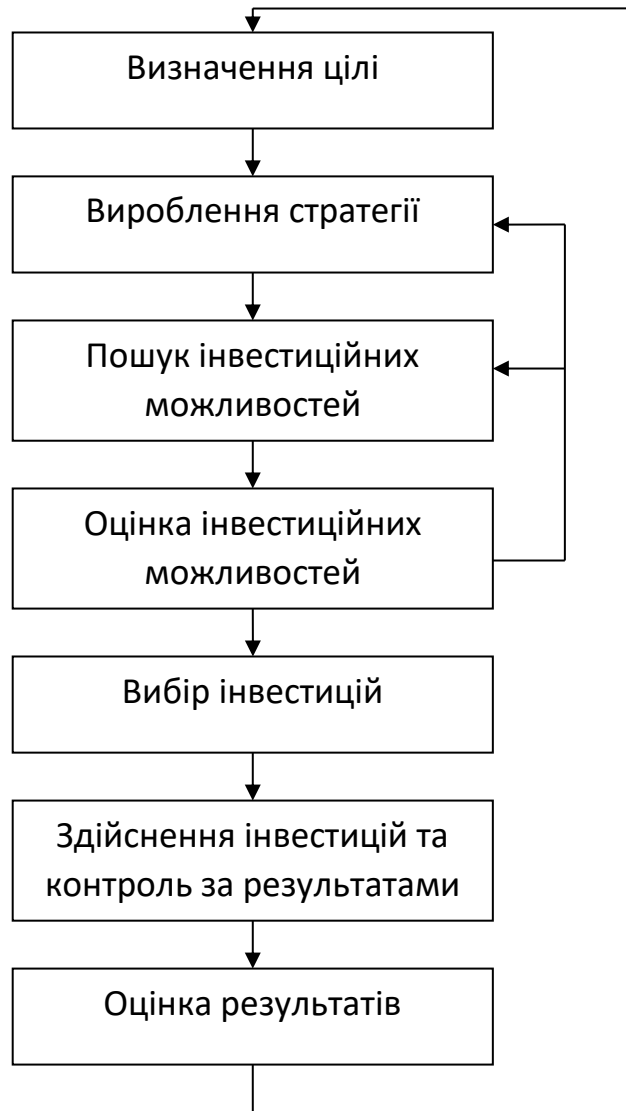 Визначення цілі
Вироблення стратегії
Пошук інвестиційних
можливостей
Оцінка інвестиційних
можливостей
Вибір інвестицій
Здійснення інвестицій та
контроль за результатами
Оцінка результатів